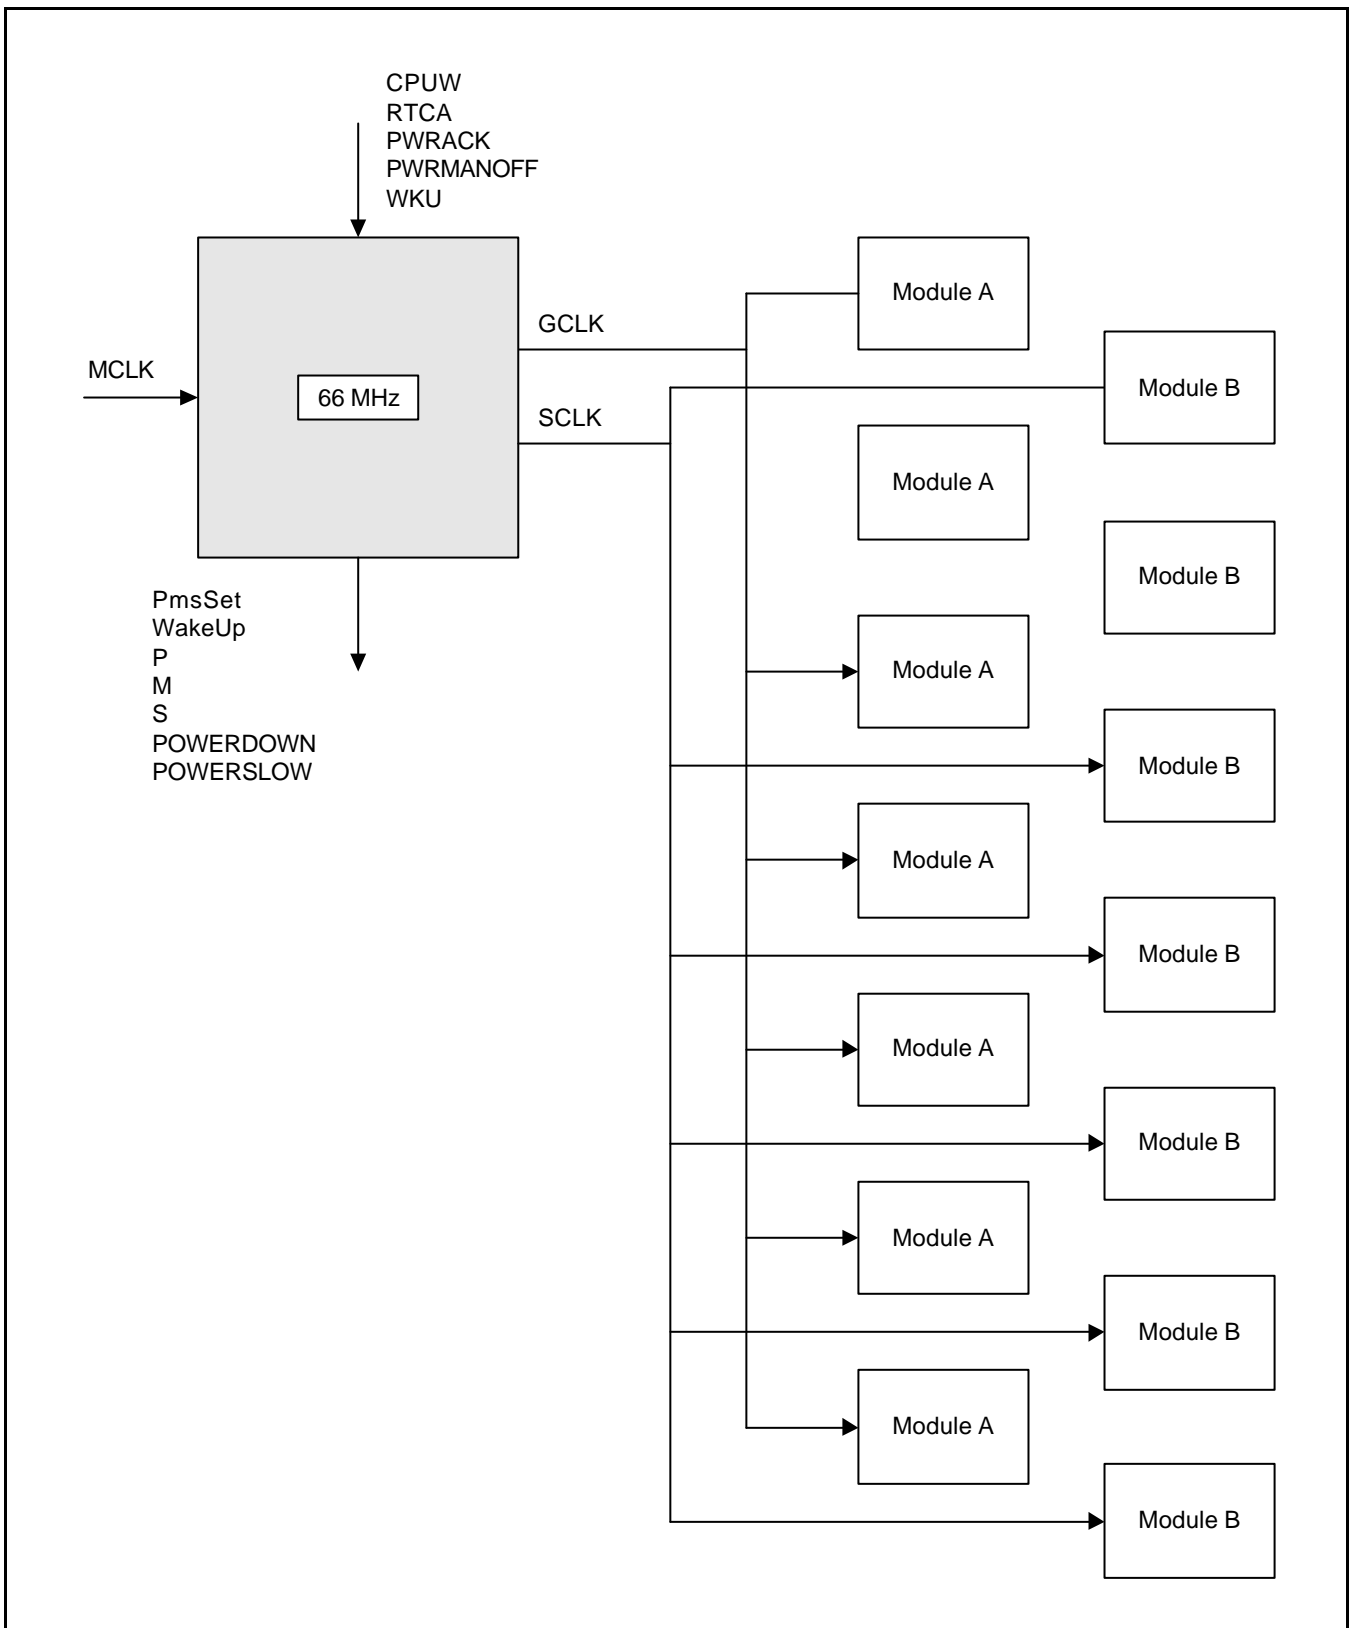 CPUW
RTCA
PWRACK
PWRMANOFF
WKU
Module A
GCLK
MCLK
66 MHz
Module B
SCLK
Module A
Module B
PmsSet
WakeUp
P
M
S
POWERDOWN
POWERSLOW
Module A
Module B
Module A
Module B
Module A
Module B
Module A
Module B
Module A
Module B